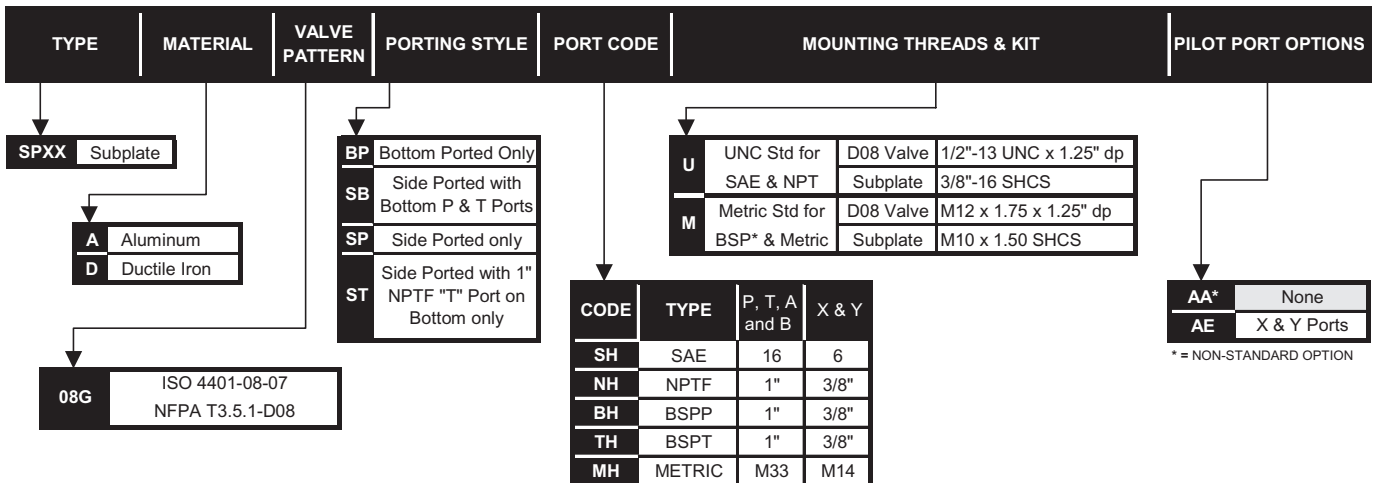 TYPE
MATERIAL
VALVE
PATTERN
PORTING STYLE
PORT CODE
MOUNTING THREADS & KIT
PILOT PORT OPTIONS
SPXX Subplate
A Aluminum
D Ductile Iron
08G
ISO 4401-08-07
NFPA T3.5.1-D08
BP Bottom Ported Only
SB
Side Ported with
Bottom P & T Ports
SP Side Ported only
ST
Side Ported with 1"
NPTF "T" Port on
Bottom only
CODE TYPE P, T, A
and B X & Y
SH SAE 16 6
NH NPTF 1" 3/8"
BH BSPP 1" 3/8"
TH BSPT 1" 3/8"
MH METRIC M33 M14
U
UNC Std for
SAE & NPT
D08 Valve 1/2"-13 UNC x 1.25" dp
Subplate 3/8"-16 SHCS
M
Metric Std for
BSP* & Metric
D08 Valve M12 x 1.75 x 1.25" dp
Subplate M10 x 1.50 SHCS
AA* None
AE X & Y Ports
* = NON-STANDARD OPTION